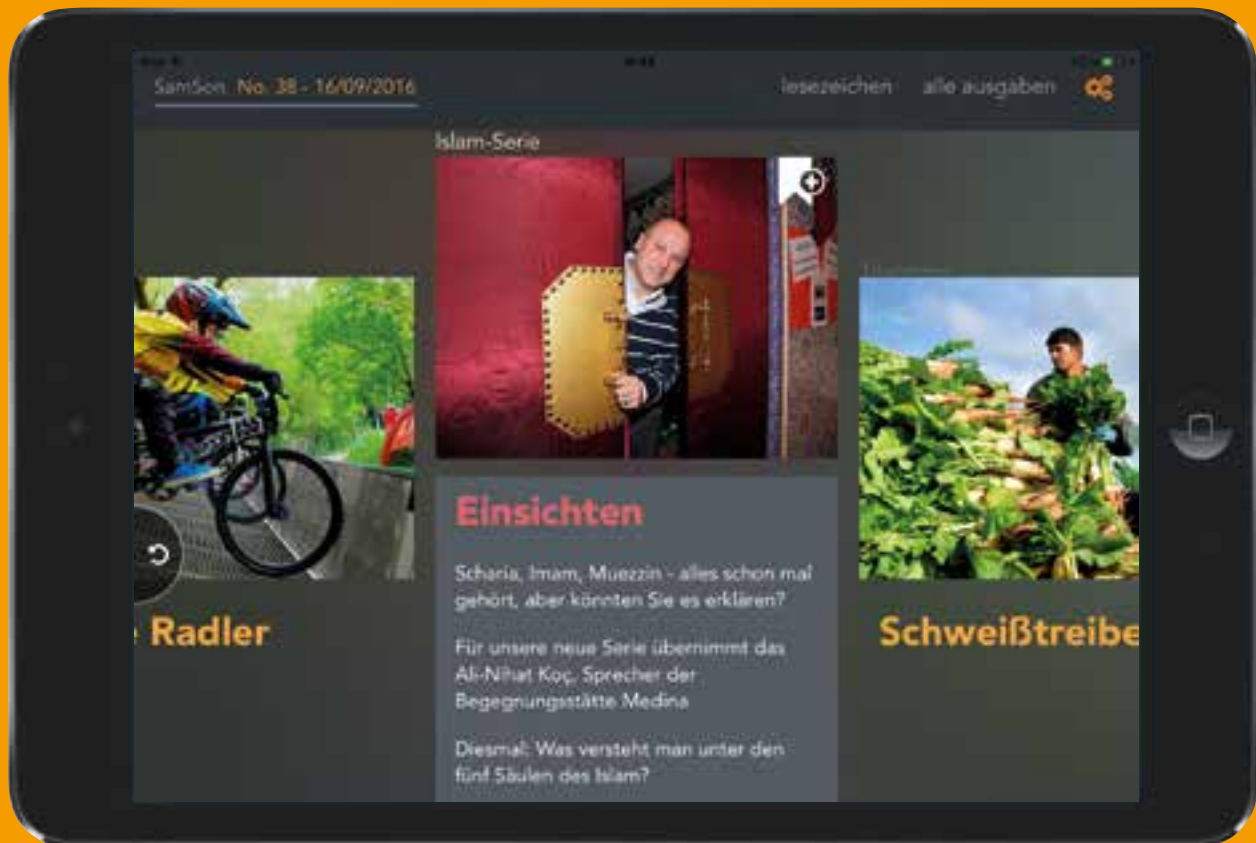 SamSon No. 38 - 16/09/2016
lesezeichen alle ausgaben
Islam-Serie
Einsichten
Scharia, Imam, Muezzin - alles schon mal
gehört, aber könnten Sie es erklären?
Für unsere neue Serie übernimmt das
Ali-Nihat Koç, Sprecher der
Begegnungsstätte Medina
Diesmal: Was versteht man unter den
fünf Säulen des Islam?
Radler
Schweißtreibe